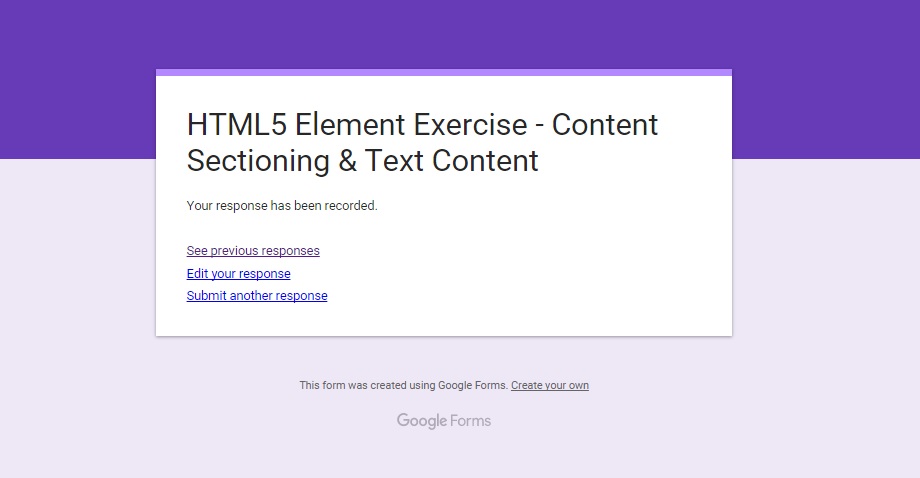 HTML5 Element Exercise - Content
Sectioning & Text Content
Your response has been recorded.
See previous responses
Edit your response
Submit another response
This form was created using Google Forms. Create your own
Google Forms